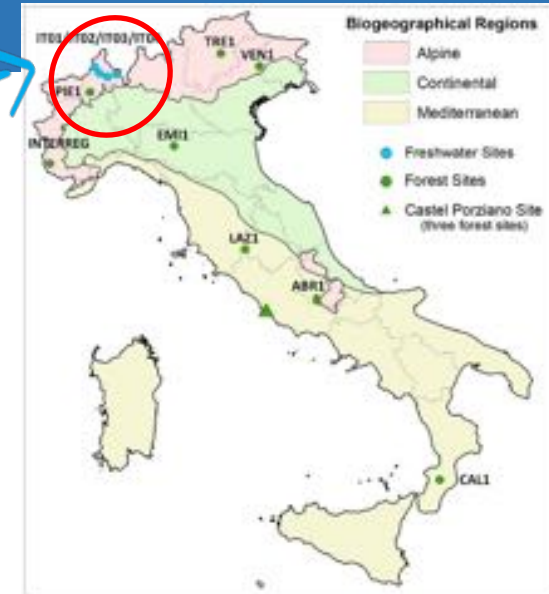 Biogeographical Regions
Alpine
Continental
Mediterranean
Freshwater Sites
Forest Sites
Castel Porziano Site
(three forest sites)
IT01/IT02/IT03/
TRE1
VEN1
PIE1
INTERREG
EMI1
LAZ1
ABR1
CAL1